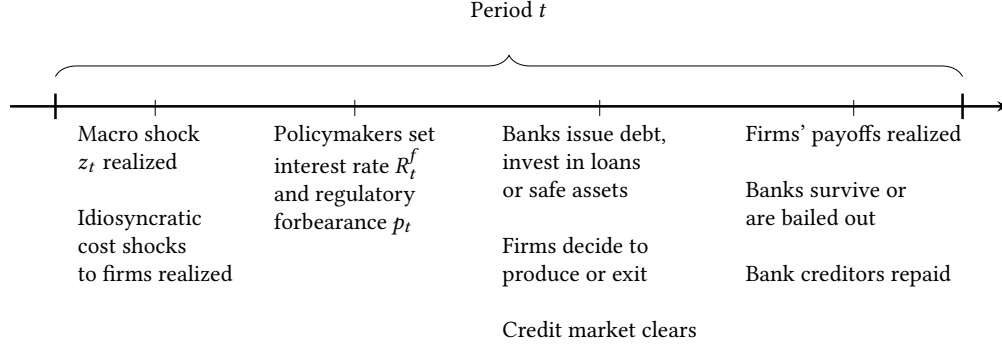 Period t
Macro shock
z_t realized
Idiosyncratic
cost shocks
to firms realized
Policymakers set
interest rate R_t^f
and regulatory
forbearance p_t
Banks issue debt,
invest in loans
or safe assets
Firms decide to
produce or exit
Credit market clears
Firms’ payoffs realized
Banks survive or
are bailed out
Bank creditors repaid